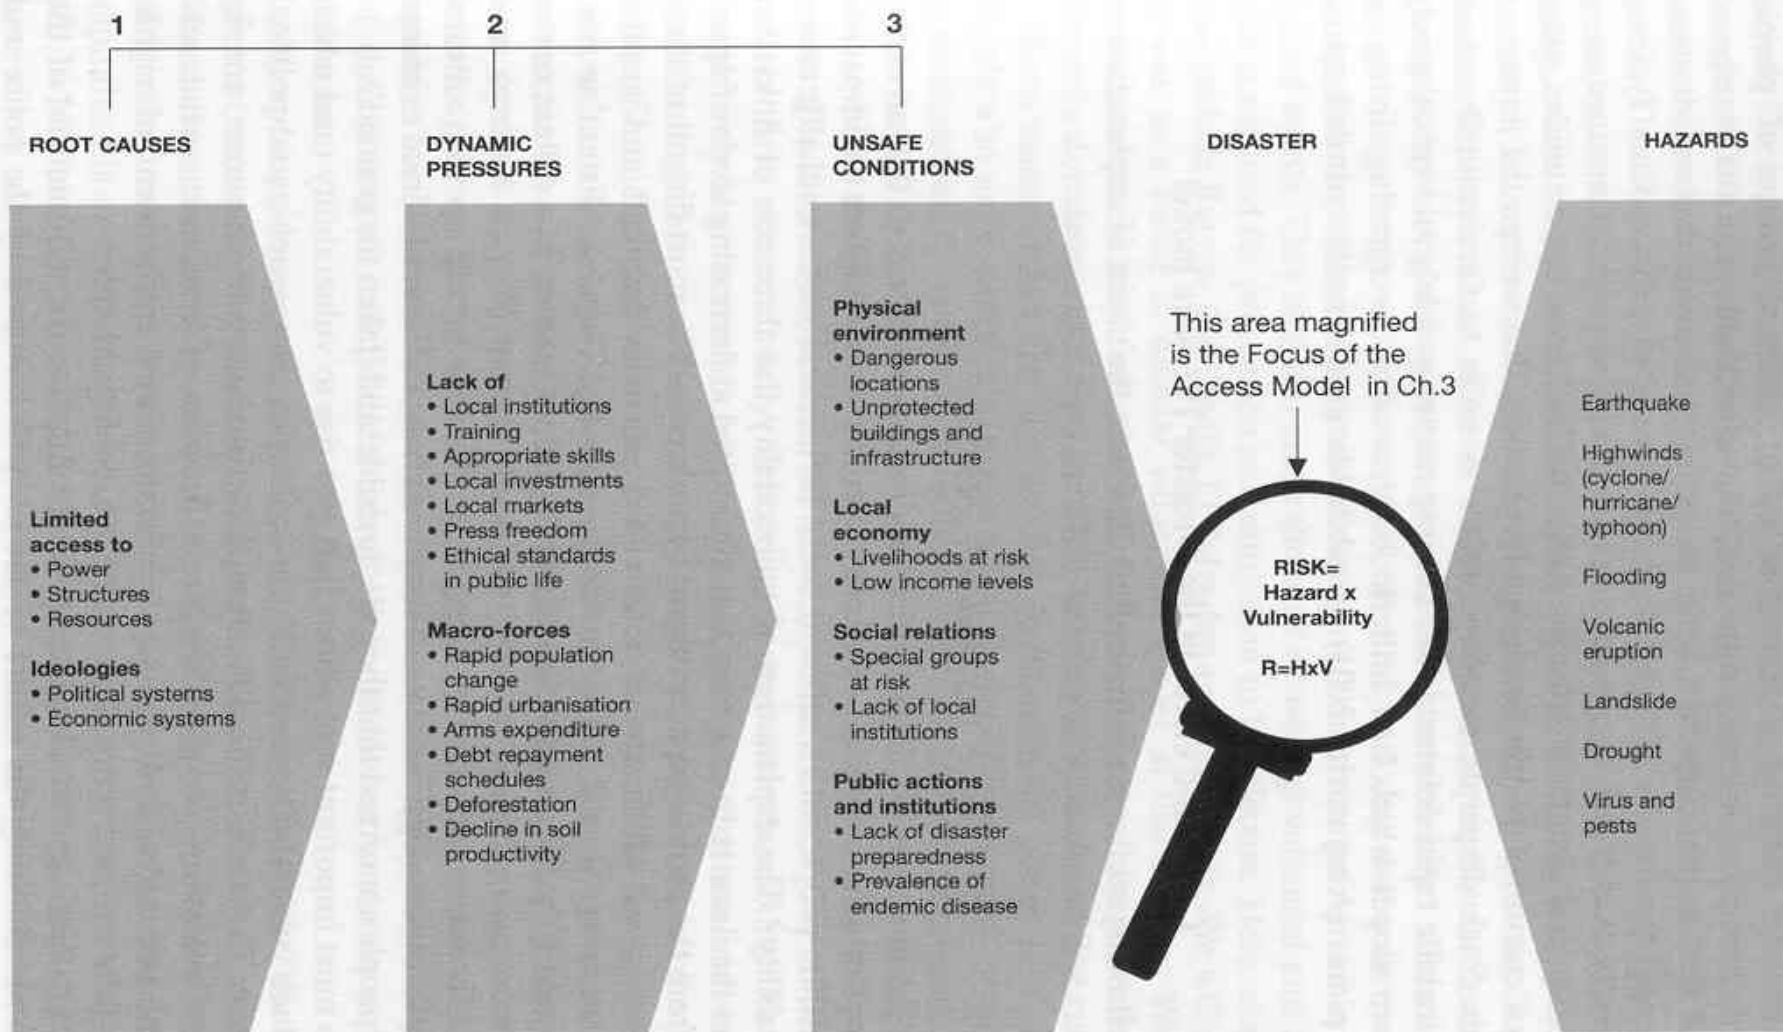 1
2
3
ROOT CAUSES
DYNAMIC
PRESSURES
UNSAFE
CONDITIONS
DISASTER
HAZARDS
Limited
access to
• Power
• Structures
• Resources
Ideologies
• Political systems
• Economic systems
Lack of
• Local institutions
• Training
• Appropriate skills
• Local investments
• Local markets
• Press freedom
• Ethical standards
in public life
Macro-forces
• Rapid population
change
• Rapid urbanisation
• Arms expenditure
• Debt repayment
schedules
• Deforestation
• Decline in soil
productivity
Physical
environment
• Dangerous
locations
• Unprotected
buildings and
infrastructure
Local
economy
• Livelihoods at risk
• Low income levels
Social relations
• Special groups
at risk
• Lack of local
institutions
Public actions
and institutions
• Lack of disaster
preparedness
• Prevalence of
endemic disease
This area magnified
is the Focus of the
Access Model in Ch.3
RISK=
Hazard x
Vulnerability
R=HxV
Earthquake
Highwinds
(cyclone/
hurricane/
typhoon)
Flooding
Volcanic
eruption
Landslide
Drought
Virus and
pests